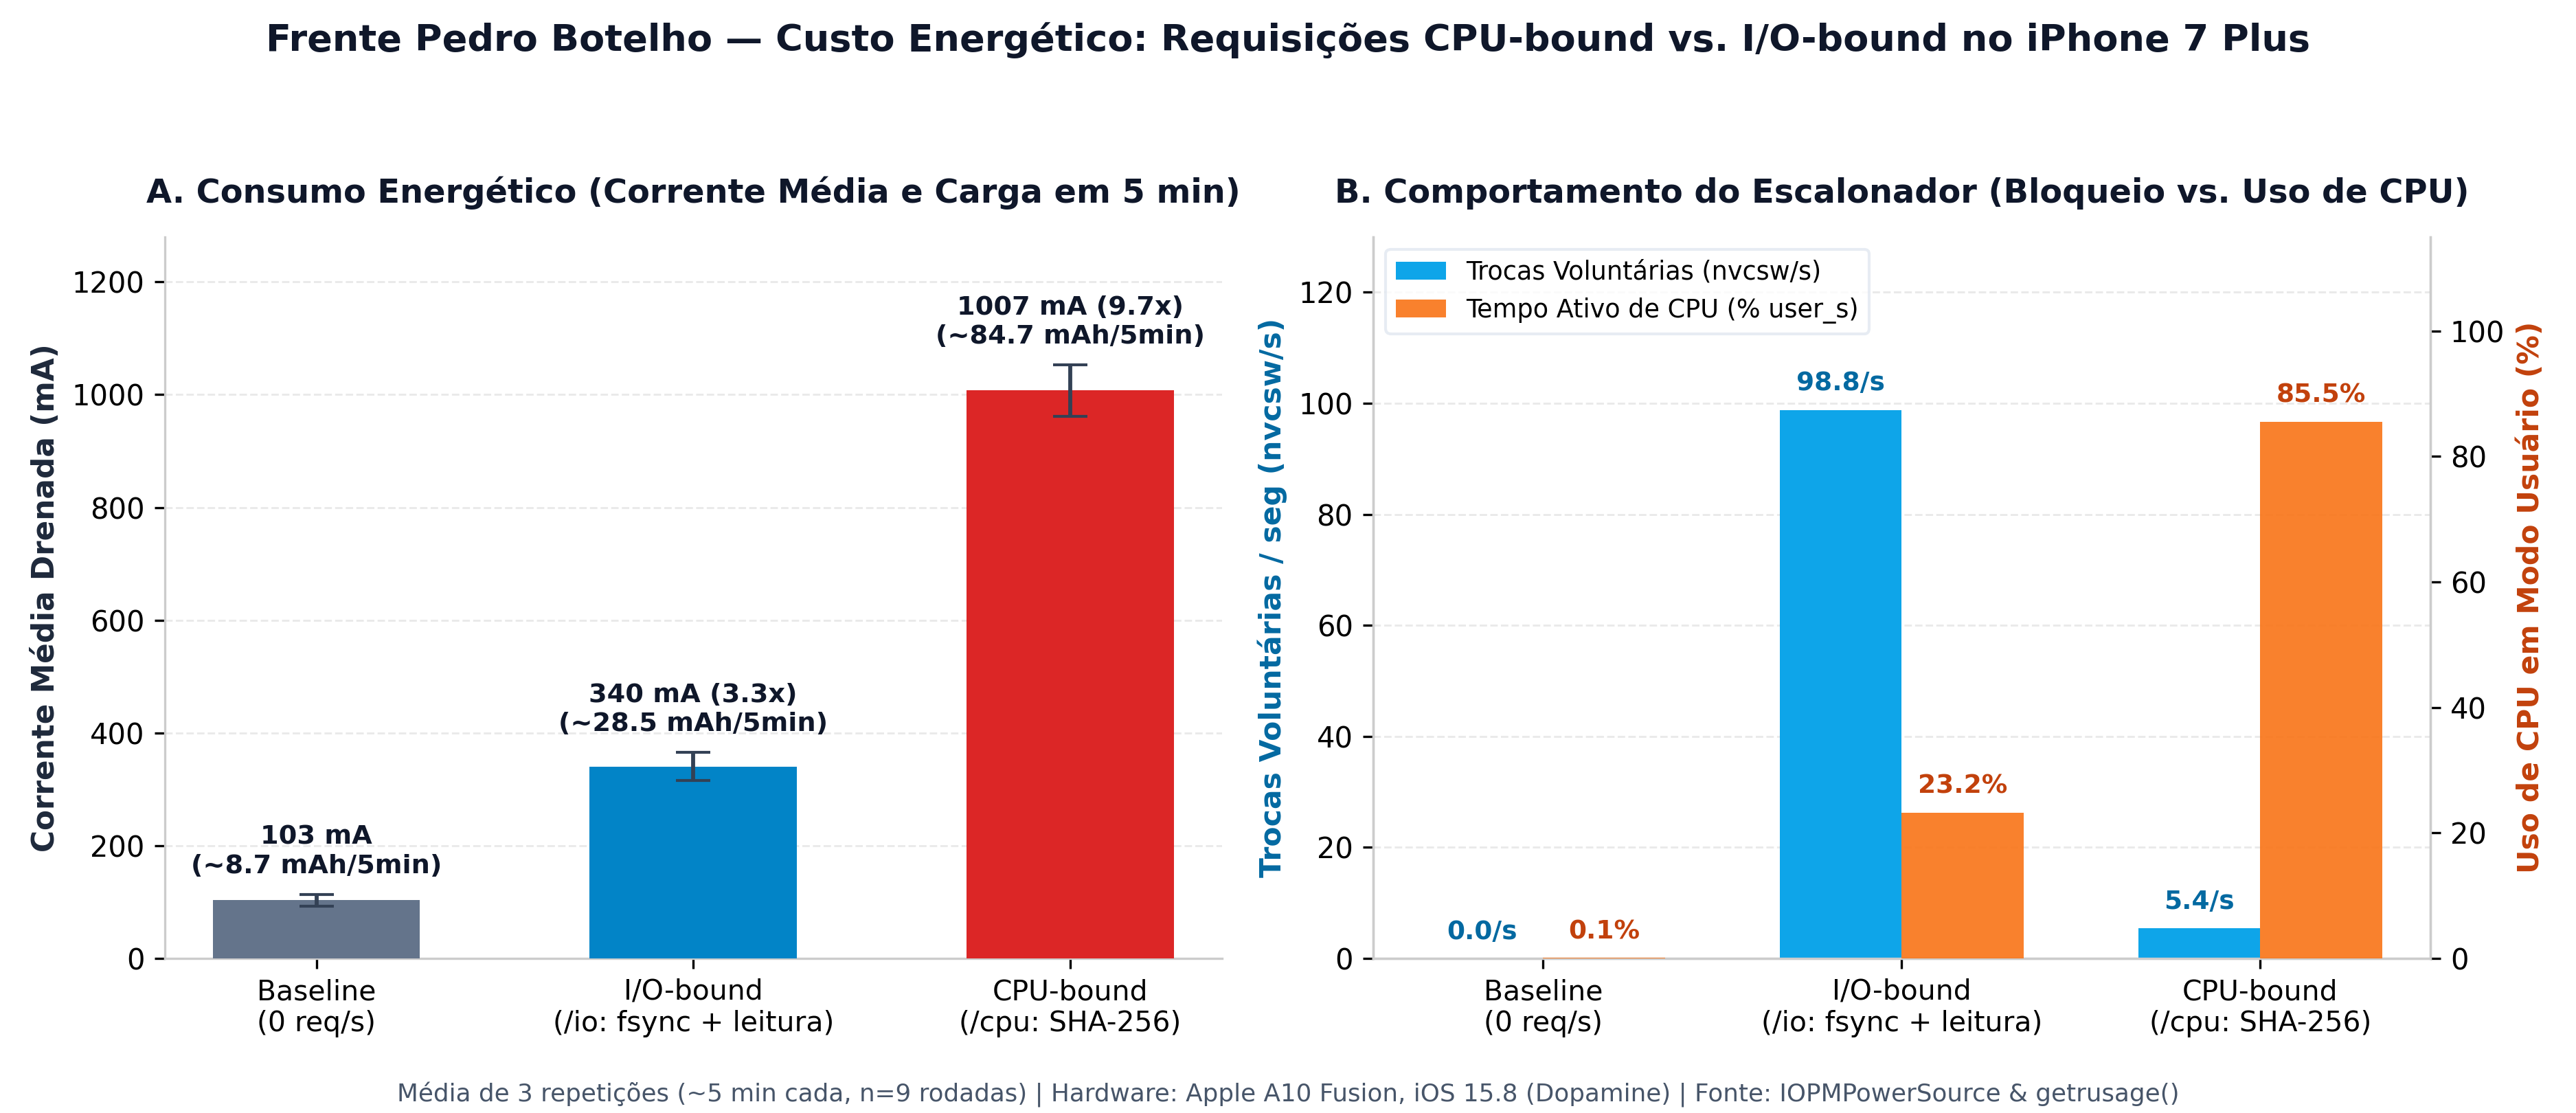 Frente Pedro Botelho — Custo Energético: Requisições CPU-bound vs. I/O-bound no iPhone 7 Plus
A. Consumo Energético (Corrente Média e Carga em 5 min)
Corrente Média Drenada (mA)
1200
1000
800
600
400
200
0
103 mA
(~8.7 mAh/5min)
340 mA (3.3x)
(~28.5 mAh/5min)
1007 mA (9.7x)
(~84.7 mAh/5min)
Baseline
(0 req/s)
I/O-bound
(/io: fsync + leitura)
CPU-bound
(/cpu: SHA-256)
B. Comportamento do Escalonador (Bloqueio vs. Uso de CPU)
Trocas Voluntárias (nvcsw/s)
Tempo Ativo de CPU (% user_s)
Trocas Voluntárias / seg (nvcsw/s)
120
100
80
60
40
20
0
0.0/s
0.1%
98.8/s
23.2%
5.4/s
85.5%
100
80
60
40
20
0
Uso de CPU em Modo Usuário (%)
Baseline
(0 req/s)
I/O-bound
(/io: fsync + leitura)
CPU-bound
(/cpu: SHA-256)
Média de 3 repetições (~5 min cada, n=9 rodadas) | Hardware: Apple A10 Fusion, iOS 15.8 (Dopamine) | Fonte: IOPMPowerSource & getrusage()